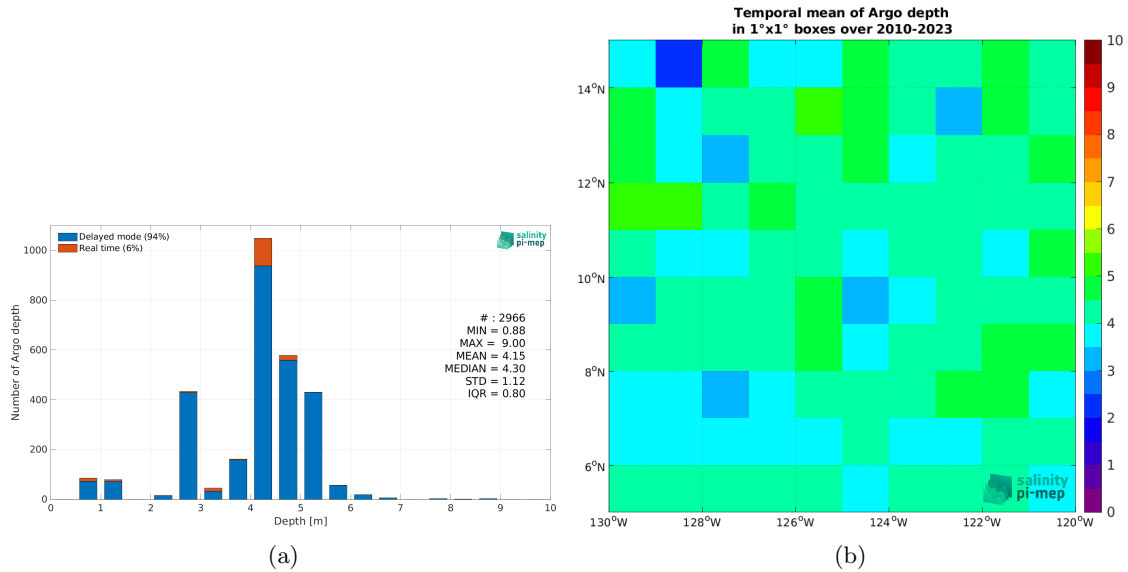 Delayed mode (94%)
Real time (6%)
salinity
pi-mep
1000
800
600
400
200
0
Number of Argo depth
# : 2966
MIN = 0.88
MAX = 9.00
MEAN = 4.15
MEDIAN = 4.30
STD = 1.12
IQR = 0.80
0 1 2 3 4 5 6 7 8 9 10
Depth [m]
(a)
Temporal mean of Argo depth
in 1°x1° boxes over 2010-2023
14°N
12°N
10°N
8°N
6°N
130°W 128°W 126°W 124°W 122°W 120°W
salinity
pi-mep
10
9
8
7
6
5
4
3
2
1
0
(b)